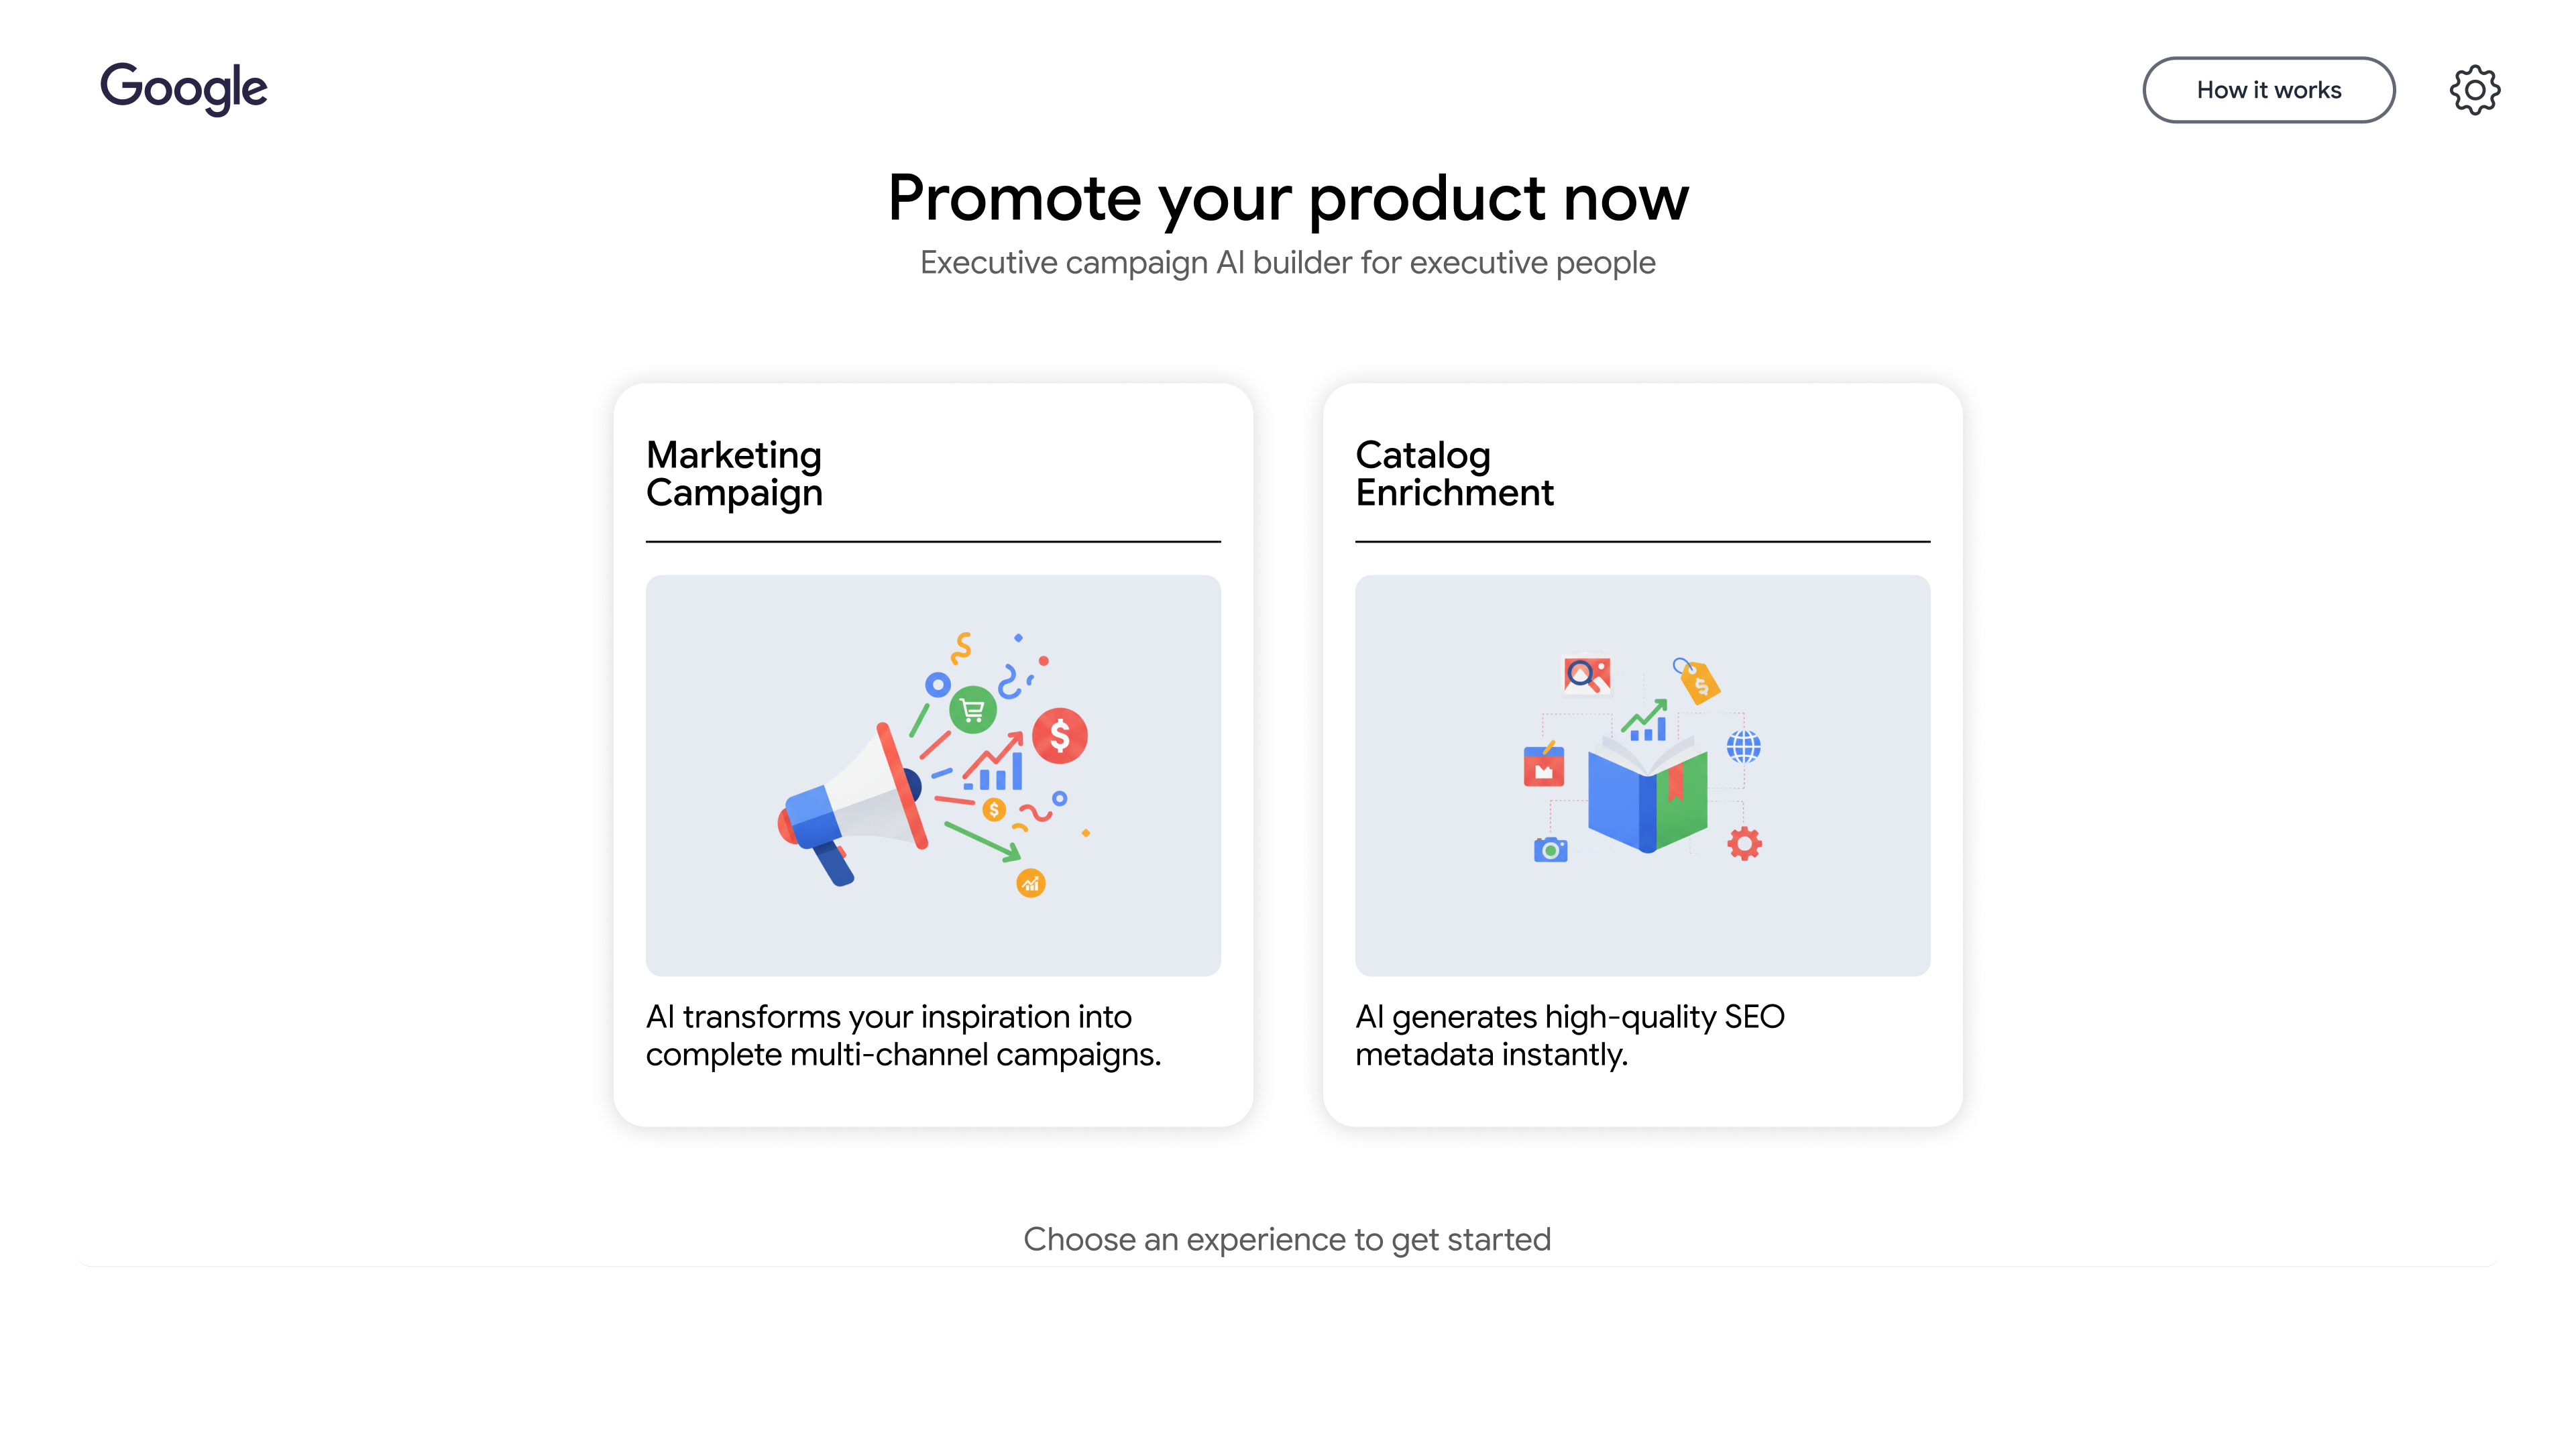 Google
How it works
Promote your product now
Executive campaign AI builder for executive people
Marketing
Campaign
Catalog
Enrichment
$
$
$
AI transforms your inspiration into
complete multi-channel campaigns.
AI generates high-quality SEO
metadata instantly.
Choose an experience to get started